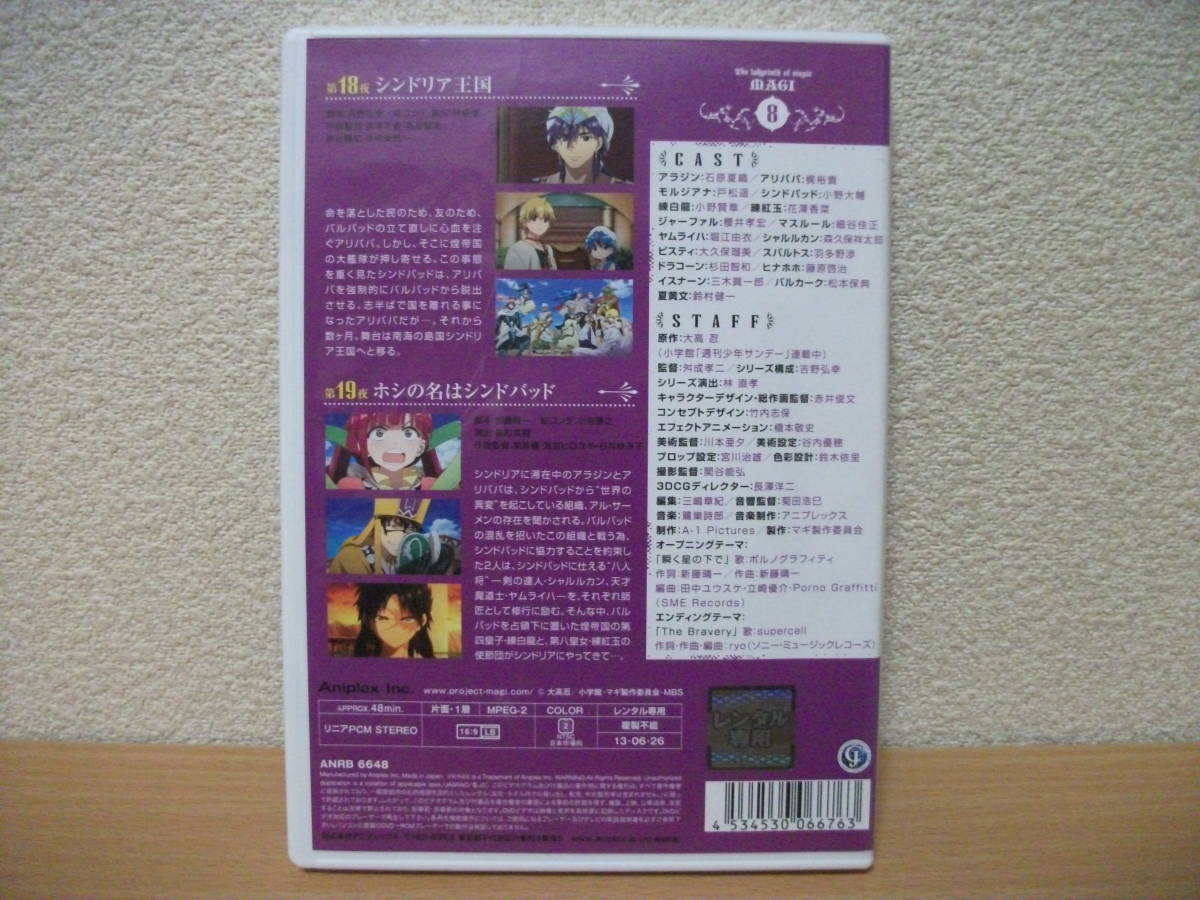 第18夜 シンドリア王国
命を落とした民のため、友のため、
バルバッドの立て直しに心血を注
ぐアリババ。しかし、そこに煌帝国
の大艦隊が押し寄せる。この事態
を重く見たシンドバッドは、アリバ
バを強制的にバルバッドから脱出
させる。志半ばで国を離れる事に
なったアリババだが…。それから
数ヶ月。舞台は南海の島国シンドリ
ア王国へと移る。
第19夜 ホシの名はシンドバッド
シンドリアに滞在中のアラジンとア
リババは、シンドバッドから“世界の
異変”を起こしている組織、アル・サー
メンの存在を聞かされる。バルバッド
の混乱を招いたこの組織と戦う為、
シンドバッドに協力することを約束し
た2人は、シンドバッドに仕える“八人
将”―剣の達人・シャルルカン、天才
魔道士・ヤムライハ―を、それぞれ師
匠として修行に励む。そんな中、バル
バッドを占領下に置いた煌帝国の第
四皇子・練白龍と、第八皇女・練紅玉の
使節団がシンドリアにやってきて…。
The labyrinth of magic
MAGI
8
CAST
アラジン:石原夏織/アリババ:梶裕貴
モルジアナ:戸松遥/シンドバッド:小野大輔
練白龍:小野賢章/練紅玉:花澤香菜
ジャーファル:櫻井孝宏/マスルール:細谷佳正
ヤムライハ:堀江由衣/シャルルカン:森久保祥太郎
ピスティ:大久保瑠美/スパルトス:羽多野渉
ドラコーン:杉田智和/ヒナホホ:藤原啓治
イスナーン:三木眞一郎/バルカーク:松本保典
夏黄文:鈴村健一
STAFF
原作:大高 忍
(小学館「週刊少年サンデー」連載中)
監督:舛成孝二/シリーズ構成:吉野弘幸
シリーズ演出:林 直孝
キャラクターデザイン・総作画監督:赤井俊文
コンセプトデザイン:竹内志保
エフェクトアニメーション:橋本敬史
美術監督:川本亜夕/美術設定:谷内優穂
プロップ設定:宮川治雄/色彩設計:鈴木依里
撮影監督:関谷能弘
3DCGディレクター:長澤洋二
編集:三嶋章紀/音響監督:菊田浩巳
音楽:鷺巣詩郎/音楽制作:アニプレックス
制作:A-1 Pictures/製作:マギ製作委員会
オープニングテーマ:
「瞬く星の下で」歌:ポルノグラフィティ
作詞:新藤晴一/作曲:新藤晴一
編曲:田中ユウスケ・立崎優介・Porno Graffitti
(SME Records)
エンディングテーマ:
「The Bravery」歌:supercell
作詞・作曲・編曲:ryo(ソニー・ミュージックレコーズ)
Aniplex Inc. www.project-magi.com/ © 大高忍/小学館・マギ製作委員会・MBS
APPROX. 48min. 片面・1層 MPEG-2 COLOR レンタル専用
リニアPCM STEREO 16:9 LB 2 NTSC 日本市場向 複製不能 13・06・26
レンタル
専用
ANRB 6648
4 534530 066763